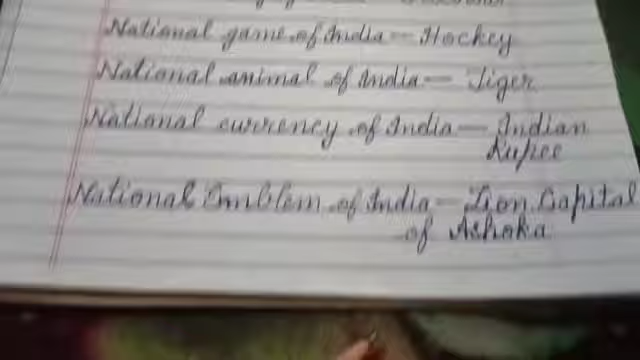 National game of India — Hockey
National animal of India — Tiger
National currency of India — Indian
Rupee
National Emblem of India — Lion Capital
of Ashoka